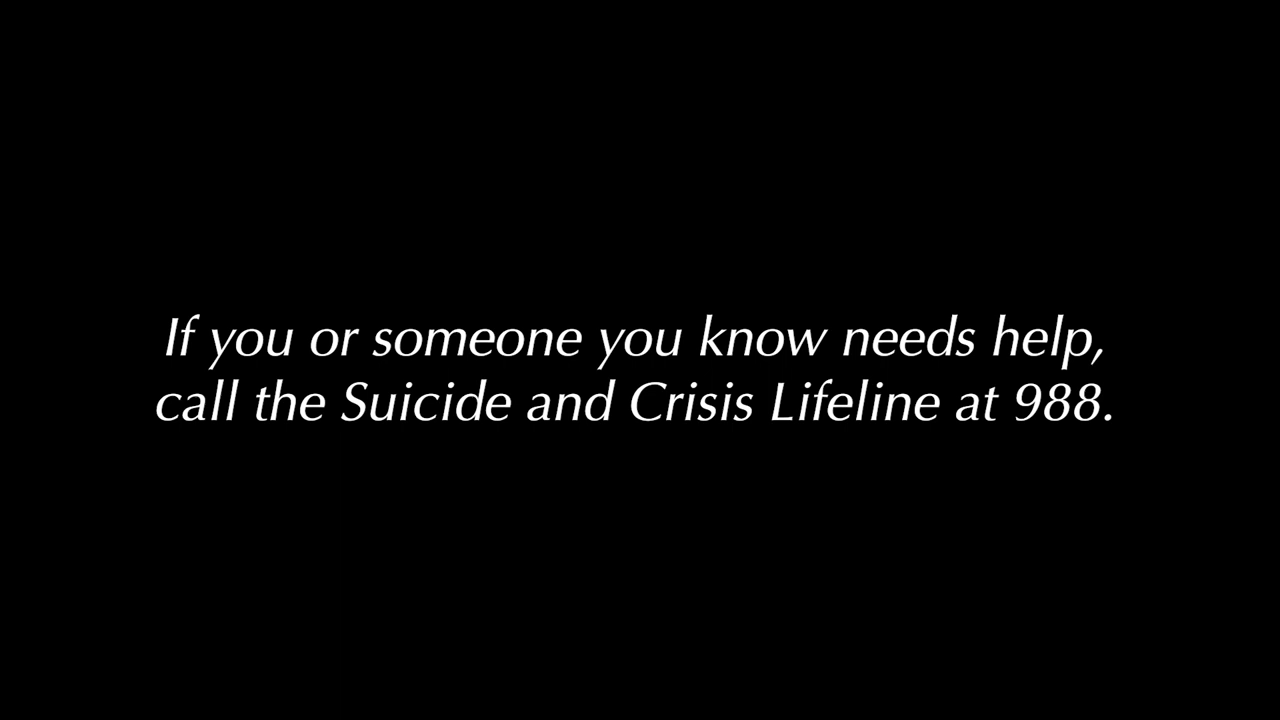 If you or someone you know needs help,
call the Suicide and Crisis Lifeline at 988.